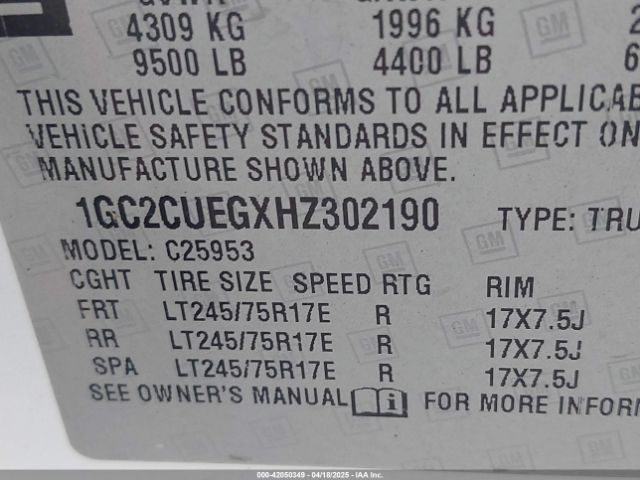 4309 KG 1996 KG
9500 LB 4400 LB
THIS VEHICLE CONFORMS TO ALL APPLICAB
VEHICLE SAFETY STANDARDS IN EFFECT ON
MANUFACTURE SHOWN ABOVE.
1GC2CUEGXHZ302190 TYPE: TRU
MODEL: C25953
CGHT TIRE SIZE SPEED RTG RIM
FRT LT245/75R17E R 17X7.5J
RR LT245/75R17E R 17X7.5J
SPA LT245/75R17E R 17X7.5J
SEE OWNER'S MANUAL i FOR MORE INFORM
000-42050349 - 04/18/2025 - IAA Inc.